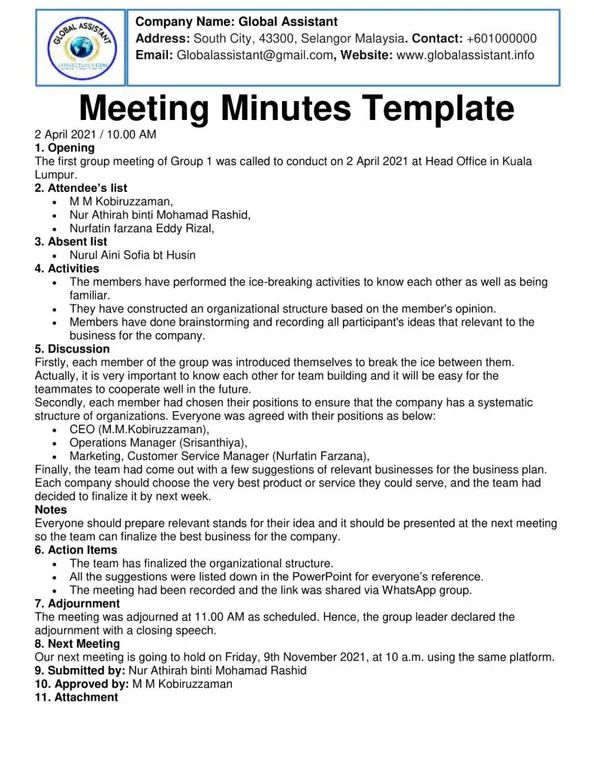 GLOBAL ASSISTANT
Company Name: Global Assistant
Address: South City, 43300, Selangor Malaysia. Contact: +601000000
Email: Globalassistant@gmail.com, Website: www.globalassistant.info
Meeting Minutes Template
2 April 2021 / 10.00 AM
1. Opening
The first group meeting of Group 1 was called to conduct on 2 April 2021 at Head Office in Kuala
Lumpur.
2. Attendee's list
• M M Kobiruzzaman,
• Nur Athirah binti Mohamad Rashid,
• Nurfatin farzana Eddy Rizal,
3. Absent list
• Nurul Aini Sofia bt Husin
4. Activities
• The members have performed the ice-breaking activities to know each other as well as being
familiar.
• They have constructed an organizational structure based on the member's opinion.
• Members have done brainstorming and recording all participant's ideas that relevant to the
business for the company.
5. Discussion
Firstly, each member of the group was introduced themselves to break the ice between them.
Actually, it is very important to know each other for team building and it will be easy for the
teammates to cooperate well in the future.
Secondly, each member had chosen their positions to ensure that the company has a systematic
structure of organizations. Everyone was agreed with their positions as below:
• CEO (M.M.Kobiruzzaman),
• Operations Manager (Srisanthiya),
• Marketing, Customer Service Manager (Nurfatin Farzana),
Finally, the team had come out with a few suggestions of relevant businesses for the business plan.
Each company should choose the very best product or service they could serve, and the team had
decided to finalize it by next week.
Notes
Everyone should prepare relevant stands for their idea and it should be presented at the next meeting
so the team can finalize the best business for the company.
6. Action Items
• The team has finalized the organizational structure.
• All the suggestions were listed down in the PowerPoint for everyone's reference.
• The meeting had been recorded and the link was shared via WhatsApp group.
7. Adjournment
The meeting was adjourned at 11.00 AM as scheduled. Hence, the group leader declared the
adjournment with a closing speech.
8. Next Meeting
Our next meeting is going to hold on Friday, 9th November 2021, at 10 a.m. using the same platform.
9. Submitted by: Nur Athirah binti Mohamad Rashid
10. Approved by: M M Kobiruzzaman
11. Attachment